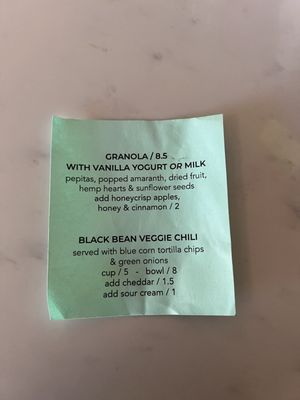 GRANOLA / 8.5
WITH VANILLA YOGURT OR MILK
pepitas, popped amaranth, dried fruit,
hemp hearts & sunflower seeds
add honeycrisp apples,
honey & cinnamon / 2
BLACK BEAN VEGGIE CHILI
served with blue corn tortilla chips
& green onions
cup / 5 - bowl / 8
add cheddar / 1.5
add sour cream / 1